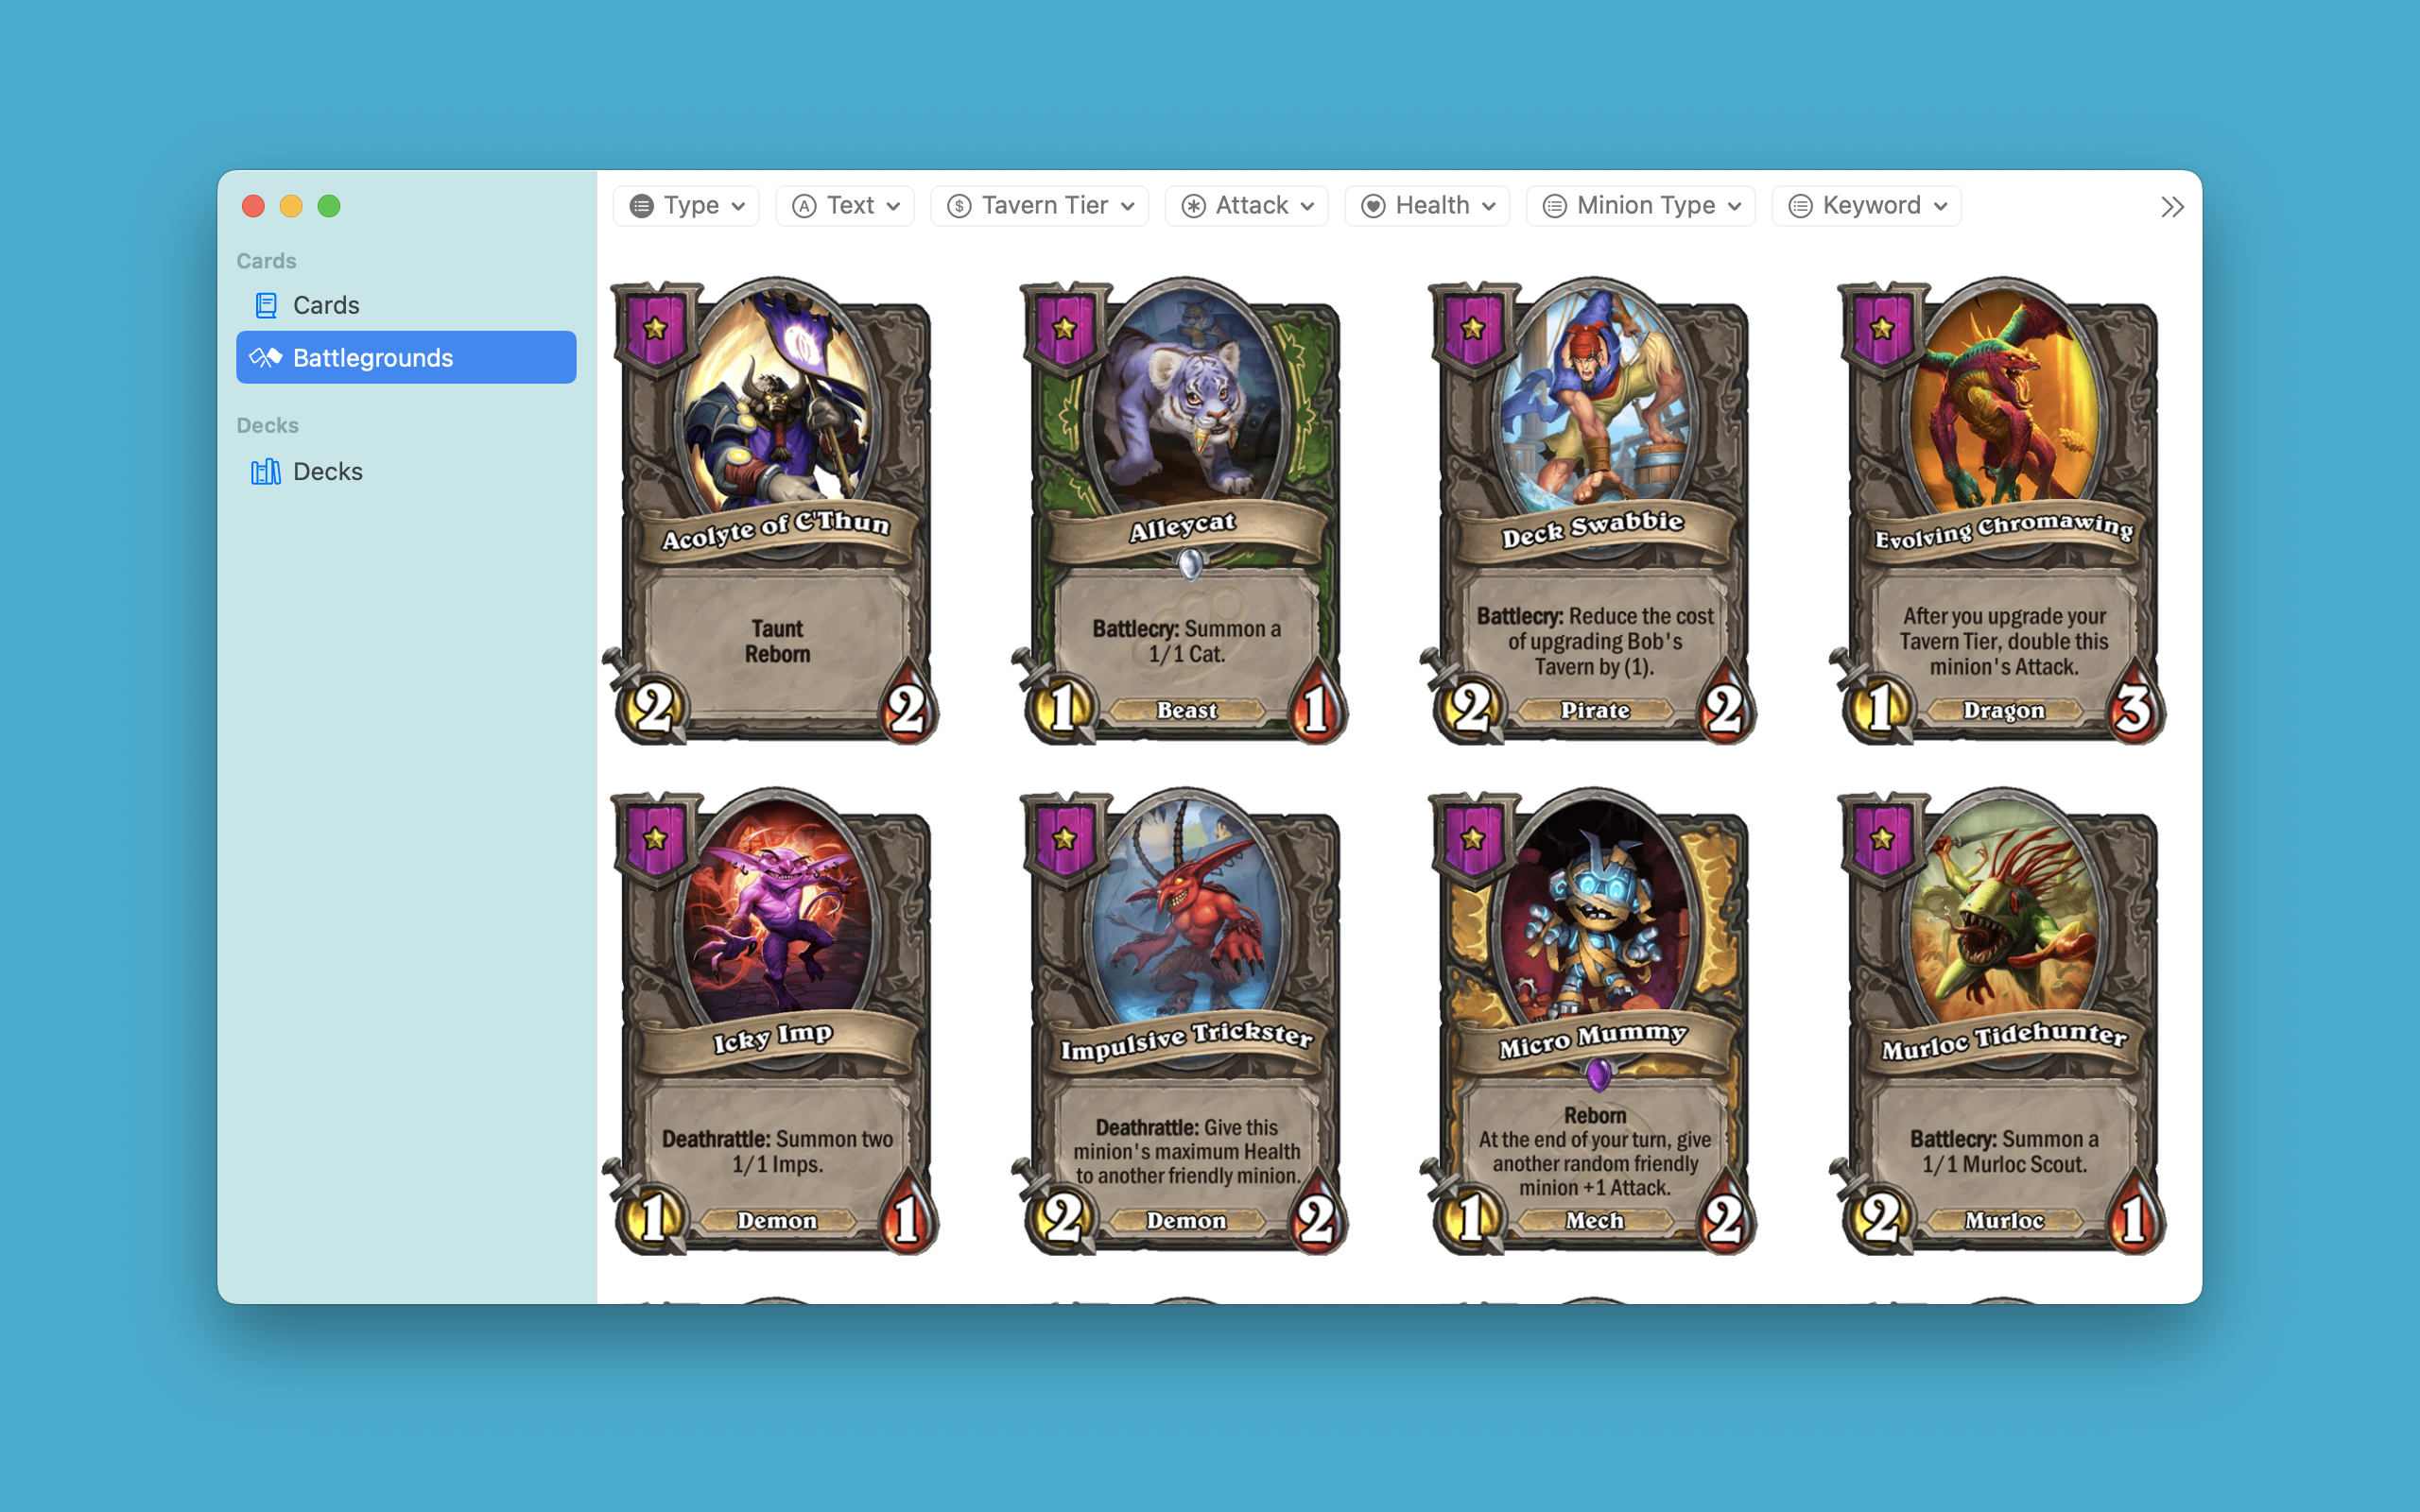 Type
Text
Tavern Tier
Attack
Health
Minion Type
Keyword
Cards
Cards
Battlegrounds
Decks
Decks
Acolyte of C'Thun
Taunt
Reborn
2
2
Alleycat
Battlecry: Summon a
1/1 Cat.
1
Beast
1
Deck Swabbie
Battlecry: Reduce the cost
of upgrading Bob's
Tavern by (1).
2
Pirate
2
Evolving Chromawing
After you upgrade your
Tavern Tier, double this
minion's Attack.
1
Dragon
3
Icky Imp
Deathrattle: Summon two
1/1 Imps.
1
Demon
1
Impulsive Trickster
Deathrattle: Give this
minion's maximum Health
to another friendly minion.
2
Demon
2
Micro Mummy
Reborn
At the end of your turn, give
another random friendly
minion +1 Attack.
1
Mech
2
Murloc Tidehunter
Battlecry: Summon a
1/1 Murloc Scout.
2
Murloc
1